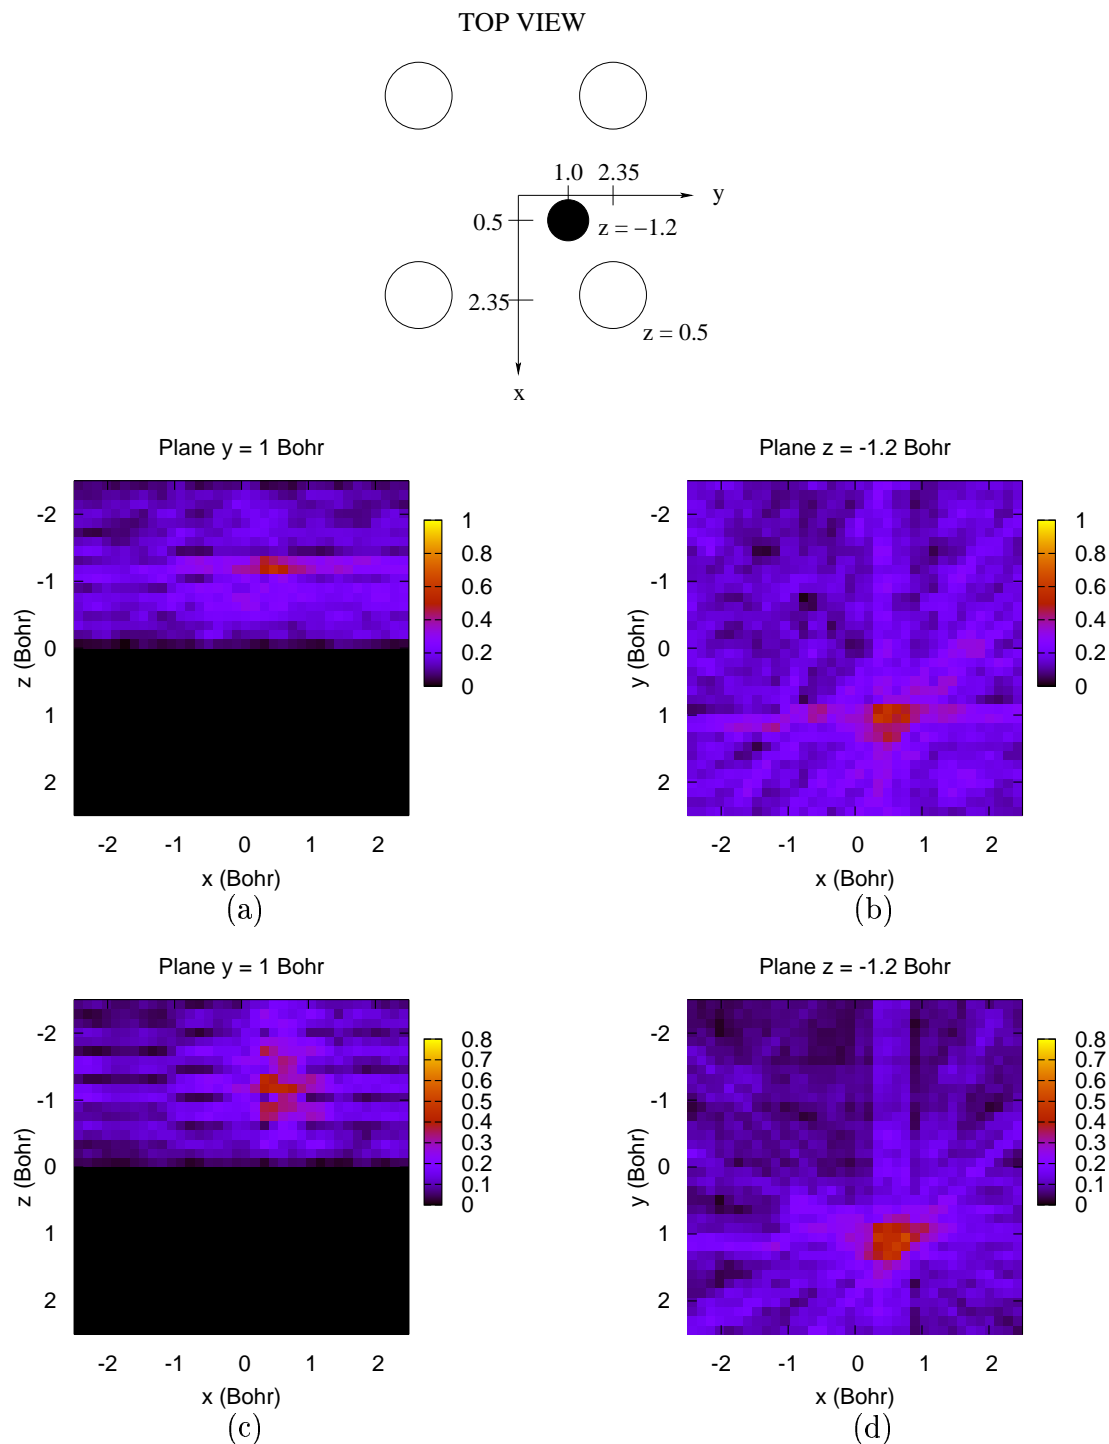 TOP VIEW
1.0 2.35
y
0.5
z = −1.2
2.35
z = 0.5
x
Plane y = 1 Bohr
-2
-1
0
1
2
z (Bohr)
-2 -1 0 1 2
x (Bohr)
1
0.8
0.6
0.4
0.2
0
(a)
Plane z = -1.2 Bohr
-2
-1
0
1
2
y (Bohr)
-2 -1 0 1 2
x (Bohr)
1
0.8
0.6
0.4
0.2
0
(b)
Plane y = 1 Bohr
-2
-1
0
1
2
z (Bohr)
-2 -1 0 1 2
x (Bohr)
0.8
0.7
0.6
0.5
0.4
0.3
0.2
0.1
0
(c)
Plane z = -1.2 Bohr
-2
-1
0
1
2
y (Bohr)
-2 -1 0 1 2
x (Bohr)
0.8
0.7
0.6
0.5
0.4
0.3
0.2
0.1
0
(d)